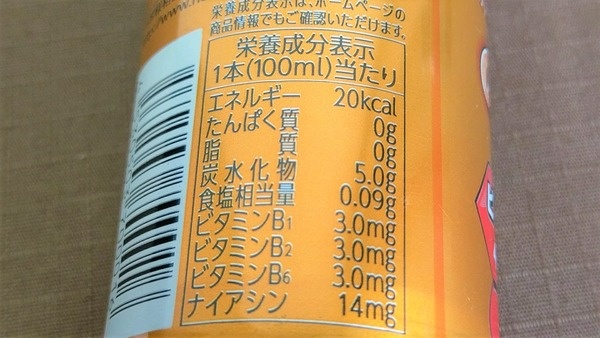 栄養成分表示は、ホームページの
商品情報でもご確認いただけます。
栄養成分表示
1本(100ml)当たり
エネルギー 20kcal
たんぱく質 0g
脂質 0g
炭水化物 5.0g
食塩相当量 0.09g
ビタミンB1 3.0mg
ビタミンB2 3.0mg
ビタミンB6 3.0mg
ナイアシン 14mg